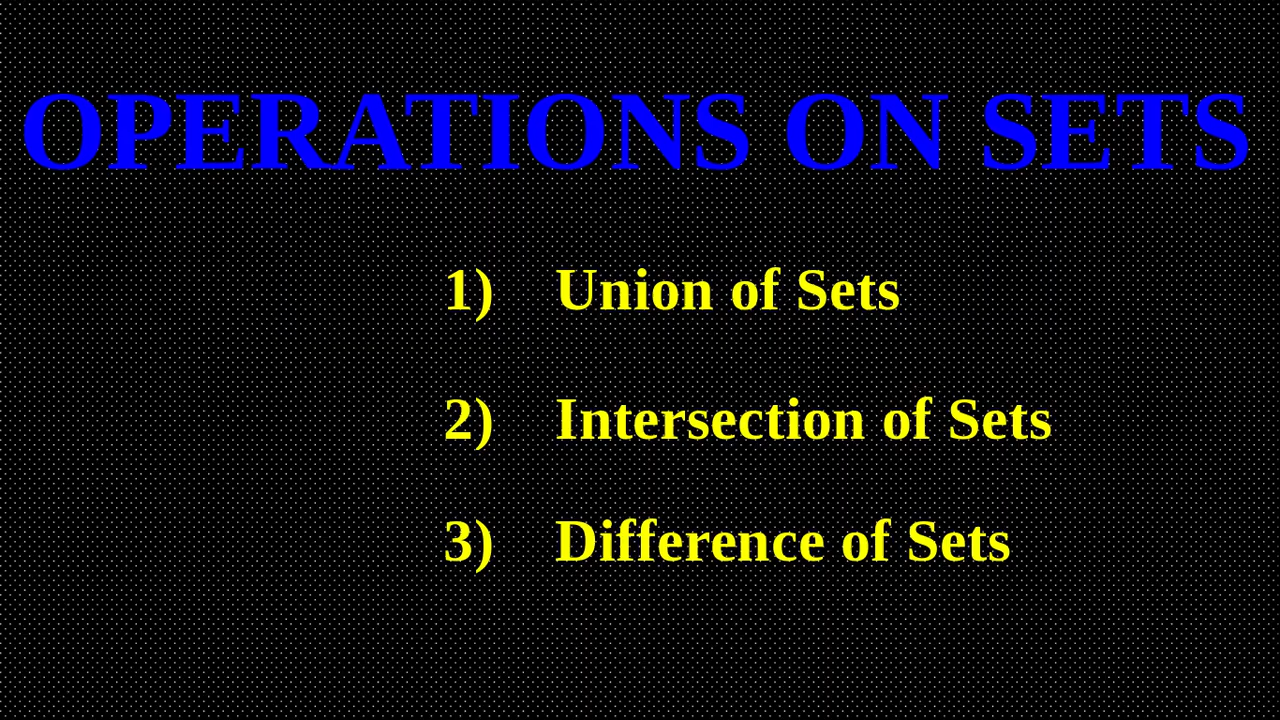 OPERATIONS ON SETS
1) Union of Sets
2) Intersection of Sets
3) Difference of Sets